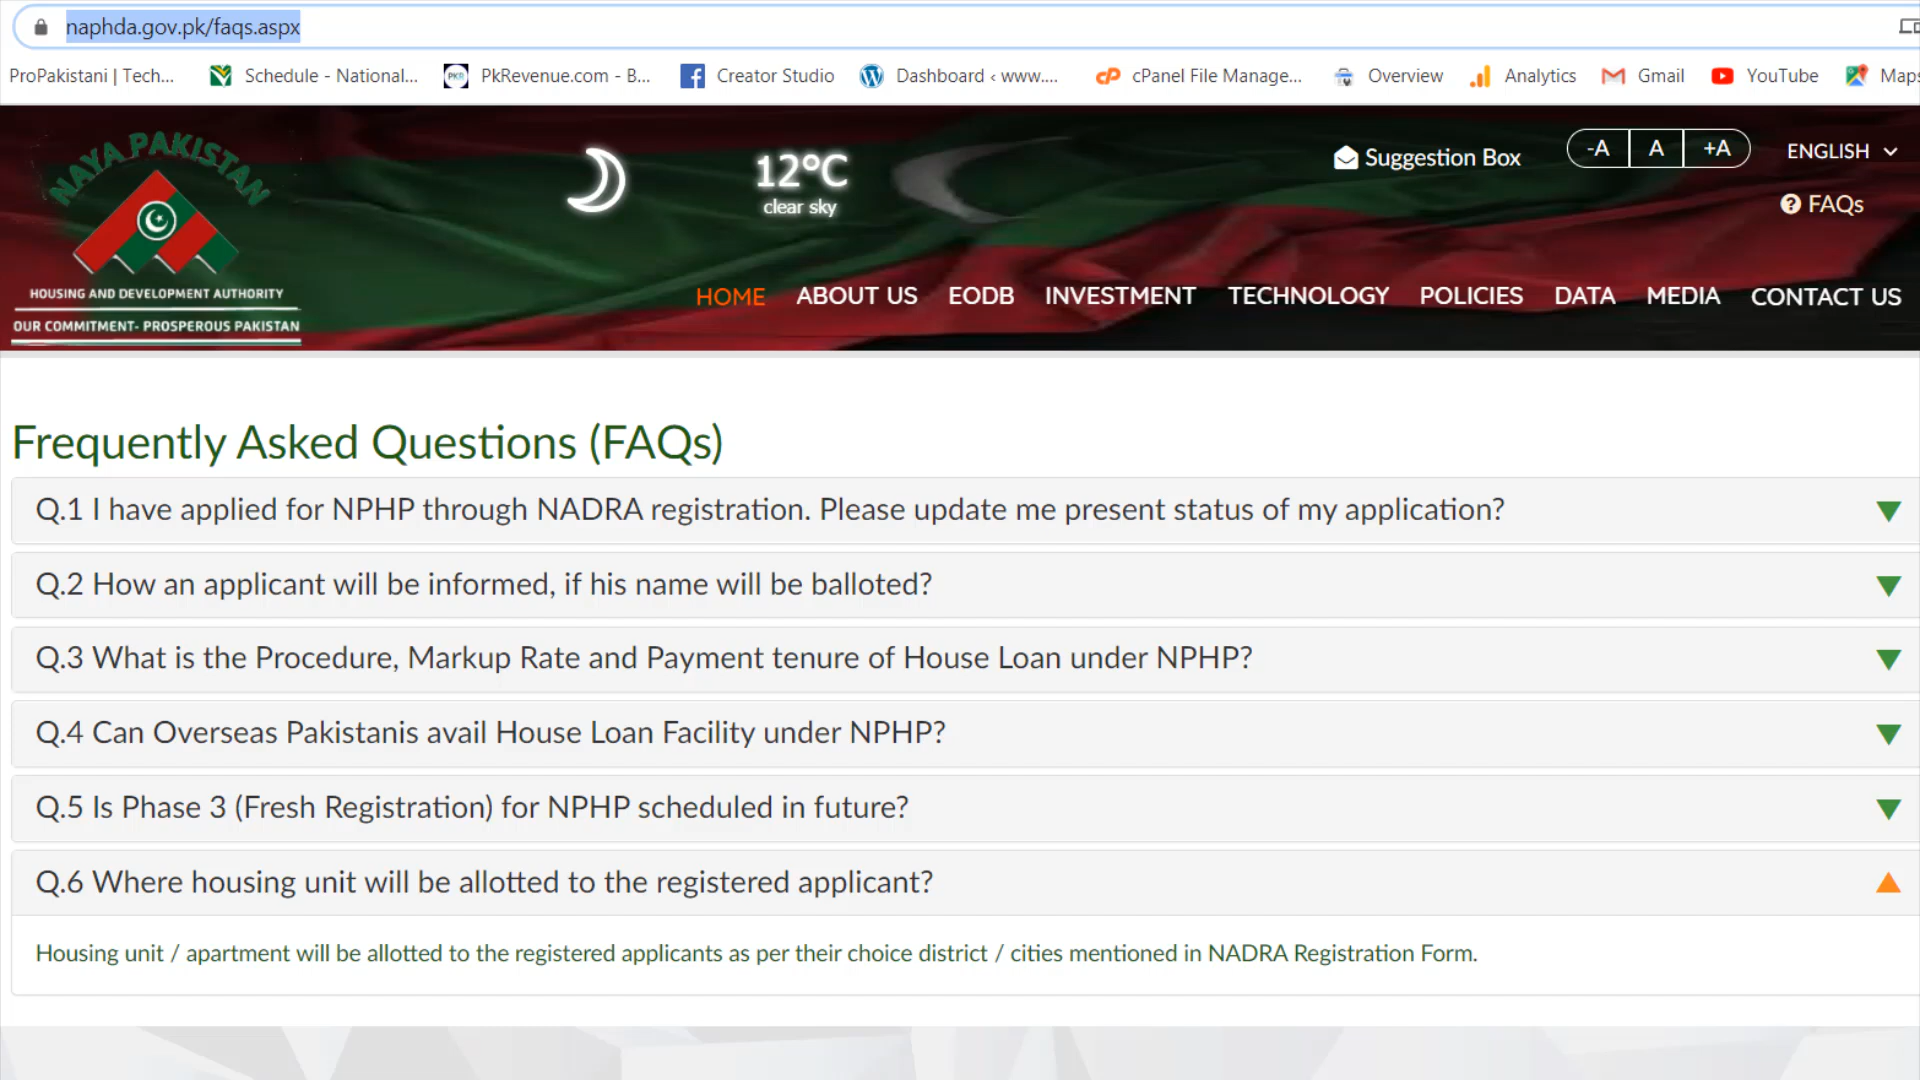 naphda.gov.pk/faqs.aspx
ProPakistani | Tech... Schedule - National... PKR PkRevenue.com - B... Creator Studio Dashboard ‹ www.... cPanel File Manage... Overview Analytics Gmail YouTube Maps
NAYA PAKISTAN
HOUSING AND DEVELOPMENT AUTHORITY
OUR COMMITMENT- PROSPEROUS PAKISTAN
12°C
clear sky
Suggestion Box
-A A +A
ENGLISH
FAQs
HOME ABOUT US EODB INVESTMENT TECHNOLOGY POLICIES DATA MEDIA CONTACT US
Frequently Asked Questions (FAQs)
Q.1 I have applied for NPHP through NADRA registration. Please update me present status of my application?
Q.2 How an applicant will be informed, if his name will be balloted?
Q.3 What is the Procedure, Markup Rate and Payment tenure of House Loan under NPHP?
Q.4 Can Overseas Pakistanis avail House Loan Facility under NPHP?
Q.5 Is Phase 3 (Fresh Registration) for NPHP scheduled in future?
Q.6 Where housing unit will be allotted to the registered applicant?
Housing unit / apartment will be allotted to the registered applicants as per their choice district / cities mentioned in NADRA Registration Form.